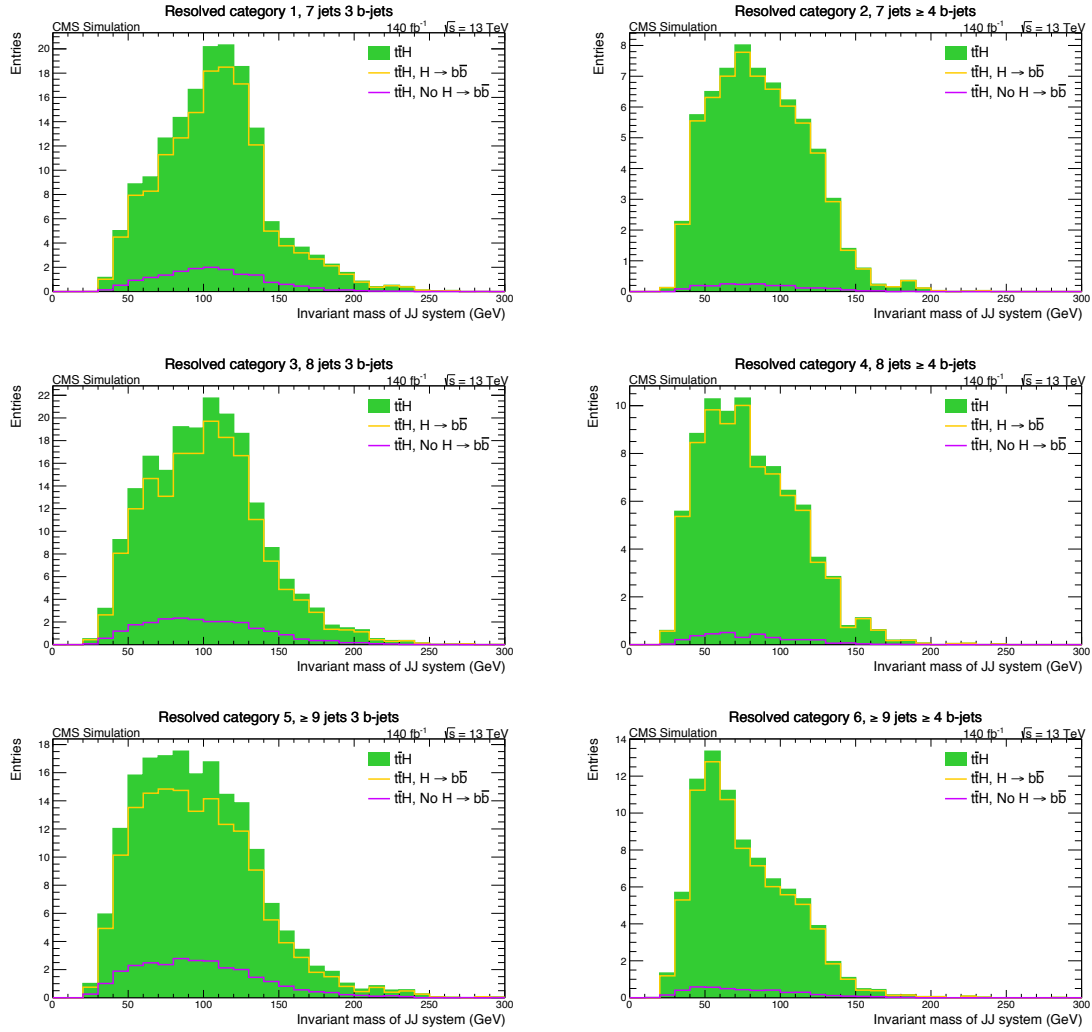 Resolved category 1, 7 jets 3 b-jets
CMS Simulation 140 fb⁻¹ √s = 13 TeV
Entries
20
18
16
14
12
10
8
6
4
2
0
tt̄H
tt̄H, H → bb̄
tt̄H, No H → bb̄
0 50 100 150 200 250 300
Invariant mass of JJ system (GeV)
Resolved category 2, 7 jets ≥ 4 b-jets
CMS Simulation 140 fb⁻¹ √s = 13 TeV
Entries
8
7
6
5
4
3
2
1
0
tt̄H
tt̄H, H → bb̄
tt̄H, No H → bb̄
0 50 100 150 200 250 300
Invariant mass of JJ system (GeV)
Resolved category 3, 8 jets 3 b-jets
CMS Simulation 140 fb⁻¹ √s = 13 TeV
Entries
22
20
18
16
14
12
10
8
6
4
2
0
tt̄H
tt̄H, H → bb̄
tt̄H, No H → bb̄
0 50 100 150 200 250 300
Invariant mass of JJ system (GeV)
Resolved category 4, 8 jets ≥ 4 b-jets
CMS Simulation 140 fb⁻¹ √s = 13 TeV
Entries
10
8
6
4
2
0
tt̄H
tt̄H, H → bb̄
tt̄H, No H → bb̄
0 50 100 150 200 250 300
Invariant mass of JJ system (GeV)
Resolved category 5, ≥ 9 jets 3 b-jets
CMS Simulation 140 fb⁻¹ √s = 13 TeV
Entries
18
16
14
12
10
8
6
4
2
0
tt̄H
tt̄H, H → bb̄
tt̄H, No H → bb̄
0 50 100 150 200 250 300
Invariant mass of JJ system (GeV)
Resolved category 6, ≥ 9 jets ≥ 4 b-jets
CMS Simulation 140 fb⁻¹ √s = 13 TeV
Entries
14
12
10
8
6
4
2
0
tt̄H
tt̄H, H → bb̄
tt̄H, No H → bb̄
0 50 100 150 200 250 300
Invariant mass of JJ system (GeV)